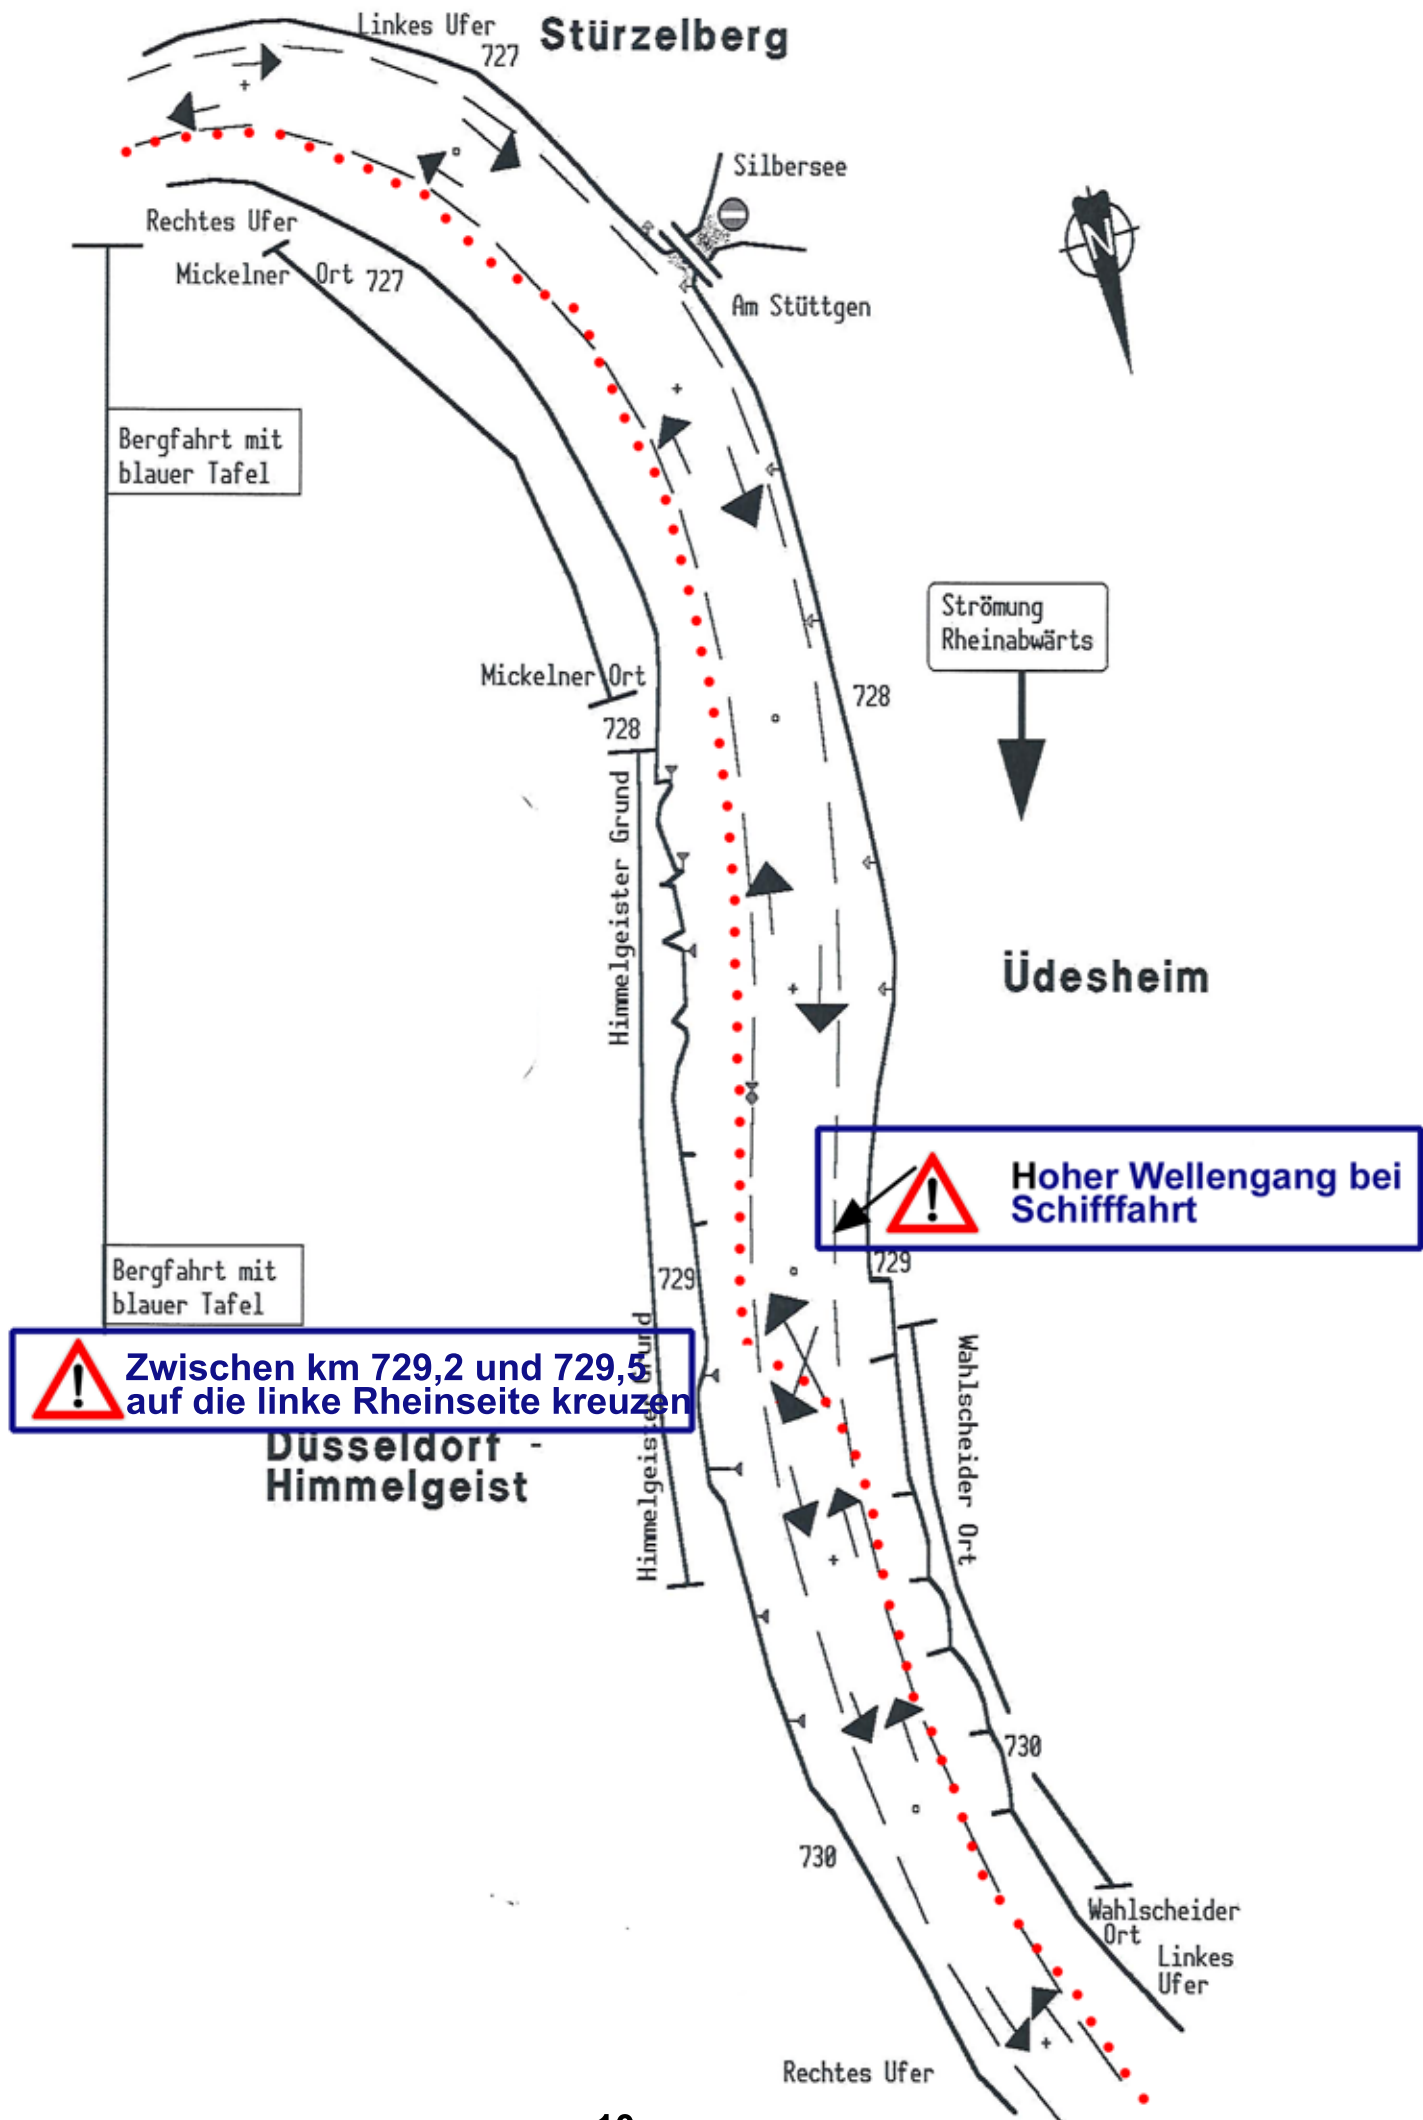 Linkes Ufer
727
Stürzelberg
Silbersee
Rechtes Ufer
Mickelner Ort 727
N
Am Stüttgen
Bergfahrt mit
blauer Tafel
Strömung
Rheinabwärts
Mickelner Ort
728
728
Himmelgeister Grund
Üdesheim
Hoher Wellengang bei
Schifffahrt
729
729
Bergfahrt mit
blauer Tafel
Zwischen km 729,2 und 729,5
auf die linke Rheinseite kreuzen
Düsseldorf -
Himmelgeist
Himmelgeister Grund
Wahlscheider Ort
730
730
Wahlscheider
Ort
Linkes
Ufer
Rechtes Ufer